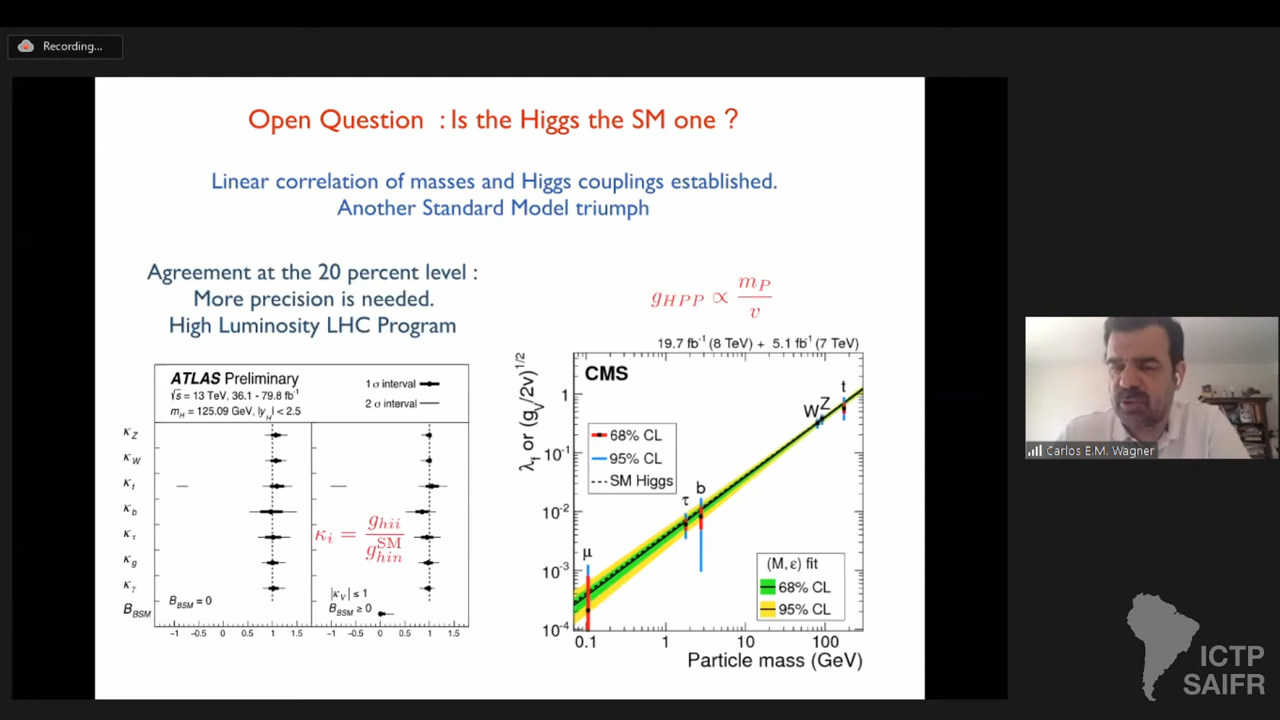 Recording...
Open Question : Is the Higgs the SM one ?
Linear correlation of masses and Higgs couplings established.
Another Standard Model triumph
Agreement at the 20 percent level :
More precision is needed.
High Luminosity LHC Program
g_{HPP} ∝ m_P / v
ATLAS Preliminary
√s = 13 TeV, 36.1 - 79.8 fb⁻¹
m_H = 125.09 GeV, |y_H| < 2.5
1 σ interval
2 σ interval
κ_Z
κ_W
κ_t
κ_b
κ_τ
κ_g
κ_γ
B_BSM
B_BSM = 0
|κ_V| ≤ 1
B_BSM ≥ 0
-1 -0.5 0 0.5 1 1.5
-1 -0.5 0 0.5 1 1.5
κ_i = g_{hii} / g_{hin}^{SM}
19.7 fb⁻¹ (8 TeV) + 5.1 fb⁻¹ (7 TeV)
CMS
68% CL
95% CL
SM Higgs
λ_f or (g_V/2v)^{1/2}
1
10⁻¹
10⁻²
10⁻³
10⁻⁴
μ
τ
b
W
Z
t
(M, ε) fit
68% CL
95% CL
0.1 1 10 100
Particle mass (GeV)
Carlos E.M. Wagner
ICTP
SAIFR